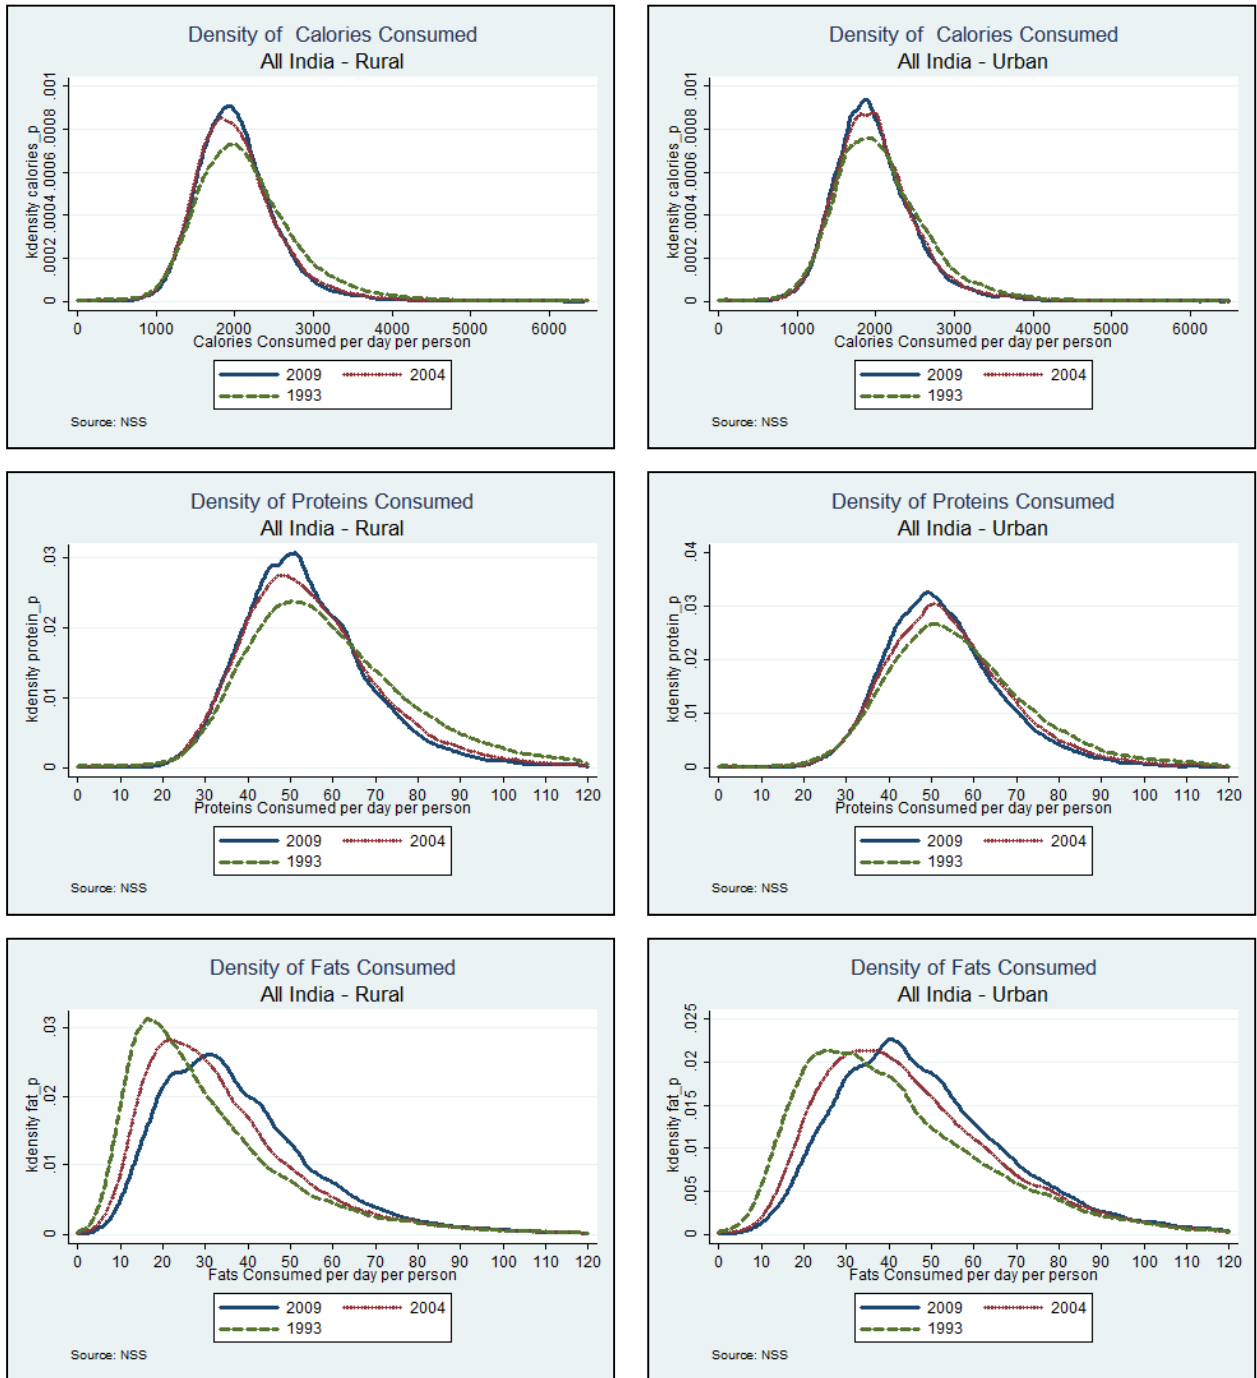 Density of Calories Consumed
All India - Rural
kdensity calories_p
0 .0002 .0004 .0006 .0008 .001
0 1000 2000 3000 4000 5000 6000
Calories Consumed per day per person
2009 2004
1993
Source: NSS
Density of Calories Consumed
All India - Urban
kdensity calories_p
0 .0002 .0004 .0006 .0008 .001
0 1000 2000 3000 4000 5000 6000
Calories Consumed per day per person
2009 2004
1993
Source: NSS
Density of Proteins Consumed
All India - Rural
kdensity protein_p
0 .01 .02 .03
0 10 20 30 40 50 60 70 80 90 100 110 120
Proteins Consumed per day per person
2009 2004
1993
Source: NSS
Density of Proteins Consumed
All India - Urban
kdensity protein_p
0 .01 .02 .03 .04
0 10 20 30 40 50 60 70 80 90 100 110 120
Proteins Consumed per day per person
2009 2004
1993
Source: NSS
Density of Fats Consumed
All India - Rural
kdensity fat_p
0 .01 .02 .03
0 10 20 30 40 50 60 70 80 90 100 110 120
Fats Consumed per day per person
2009 2004
1993
Source: NSS
Density of Fats Consumed
All India - Urban
kdensity fat_p
0 .005 .01 .015 .02 .025
0 10 20 30 40 50 60 70 80 90 100 110 120
Fats Consumed per day per person
2009 2004
1993
Source: NSS